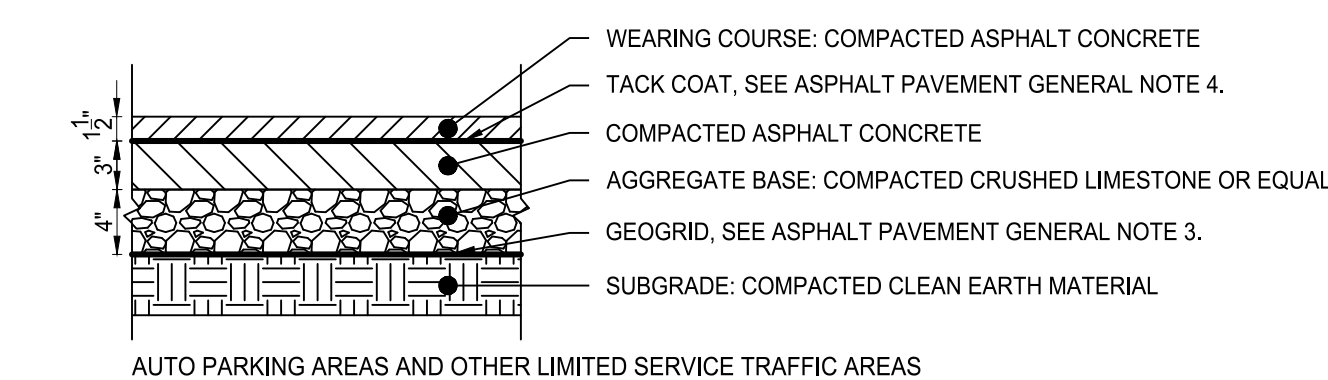 WEARING COURSE: COMPACTED ASPHALT CONCRETE
TACK COAT, SEE ASPHALT PAVEMENT GENERAL NOTE 4.
COMPACTED ASPHALT CONCRETE
AGGREGATE BASE: COMPACTED CRUSHED LIMESTONE OR EQUAL
GEOGRID, SEE ASPHALT PAVEMENT GENERAL NOTE 3.
SUBGRADE: COMPACTED CLEAN EARTH MATERIAL
1 1/2"
3"
4"
AUTO PARKING AREAS AND OTHER LIMITED SERVICE TRAFFIC AREAS